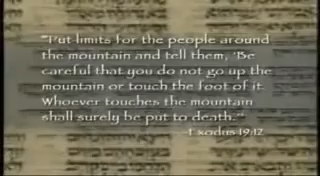 "Put limits for the people around
the mountain and tell them, 'Be
careful that you do not go up the
mountain or touch the foot of it.
Whoever touches the mountain
shall surely be put to death.'"
—Exodus 19:12